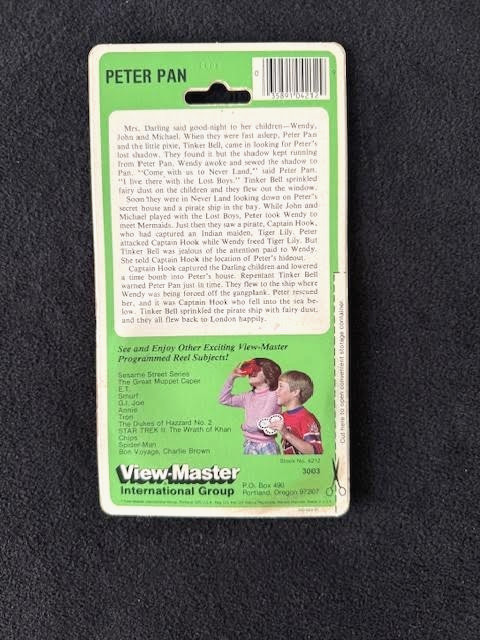 PETER PAN
0
35891 04212
9
Mrs. Darling said good-night to her children—Wendy,
John and Michael. When they were fast asleep, Peter Pan
and the little pixie, Tinker Bell, came in looking for Peter's
lost shadow. They found it but the shadow kept running
from Peter Pan. Wendy awoke and sewed the shadow to
Pan. "Come with us to Never Land," said Peter Pan.
"I live there with the Lost Boys." Tinker Bell sprinkled
fairy dust on the children and they flew out the window.
Soon they were in Never Land looking down on Peter's
secret house and a pirate ship in the bay. While John and
Michael played with the Lost Boys, Peter took Wendy to
meet Mermaids. Just then they saw a pirate, Captain Hook,
who had captured an Indian maiden, Tiger Lily. Peter
attacked Captain Hook while Wendy freed Tiger Lily. But
Tinker Bell was jealous of the attention paid to Wendy.
She told Captain Hook the location of Peter's hideout.
Captain Hook captured the Darling children and lowered
a time bomb into Peter's house. Repentant Tinker Bell
warned Peter Pan just in time. They flew to the ship where
Wendy was being forced off the gangplank. Peter rescued
her, and it was Captain Hook who fell into the sea be-
low. Tinker Bell sprinkled the pirate ship with fairy dust,
and they all flew back to London happily.
See and Enjoy Other Exciting View-Master
Programmed Reel Subjects!
Sesame Street Series
The Great Muppet Caper
E.T.
Smurf
G.I. Joe
Annie
Tron
The Dukes of Hazzard No. 2
STAR TREK II: The Wrath of Khan
Chips
Spider-Man
Bon Voyage, Charlie Brown
Cut here to open convenient storage container.
Stock No. 4212
3003
View-Master
International Group
P.O. Box 490
Portland, Oregon 97207